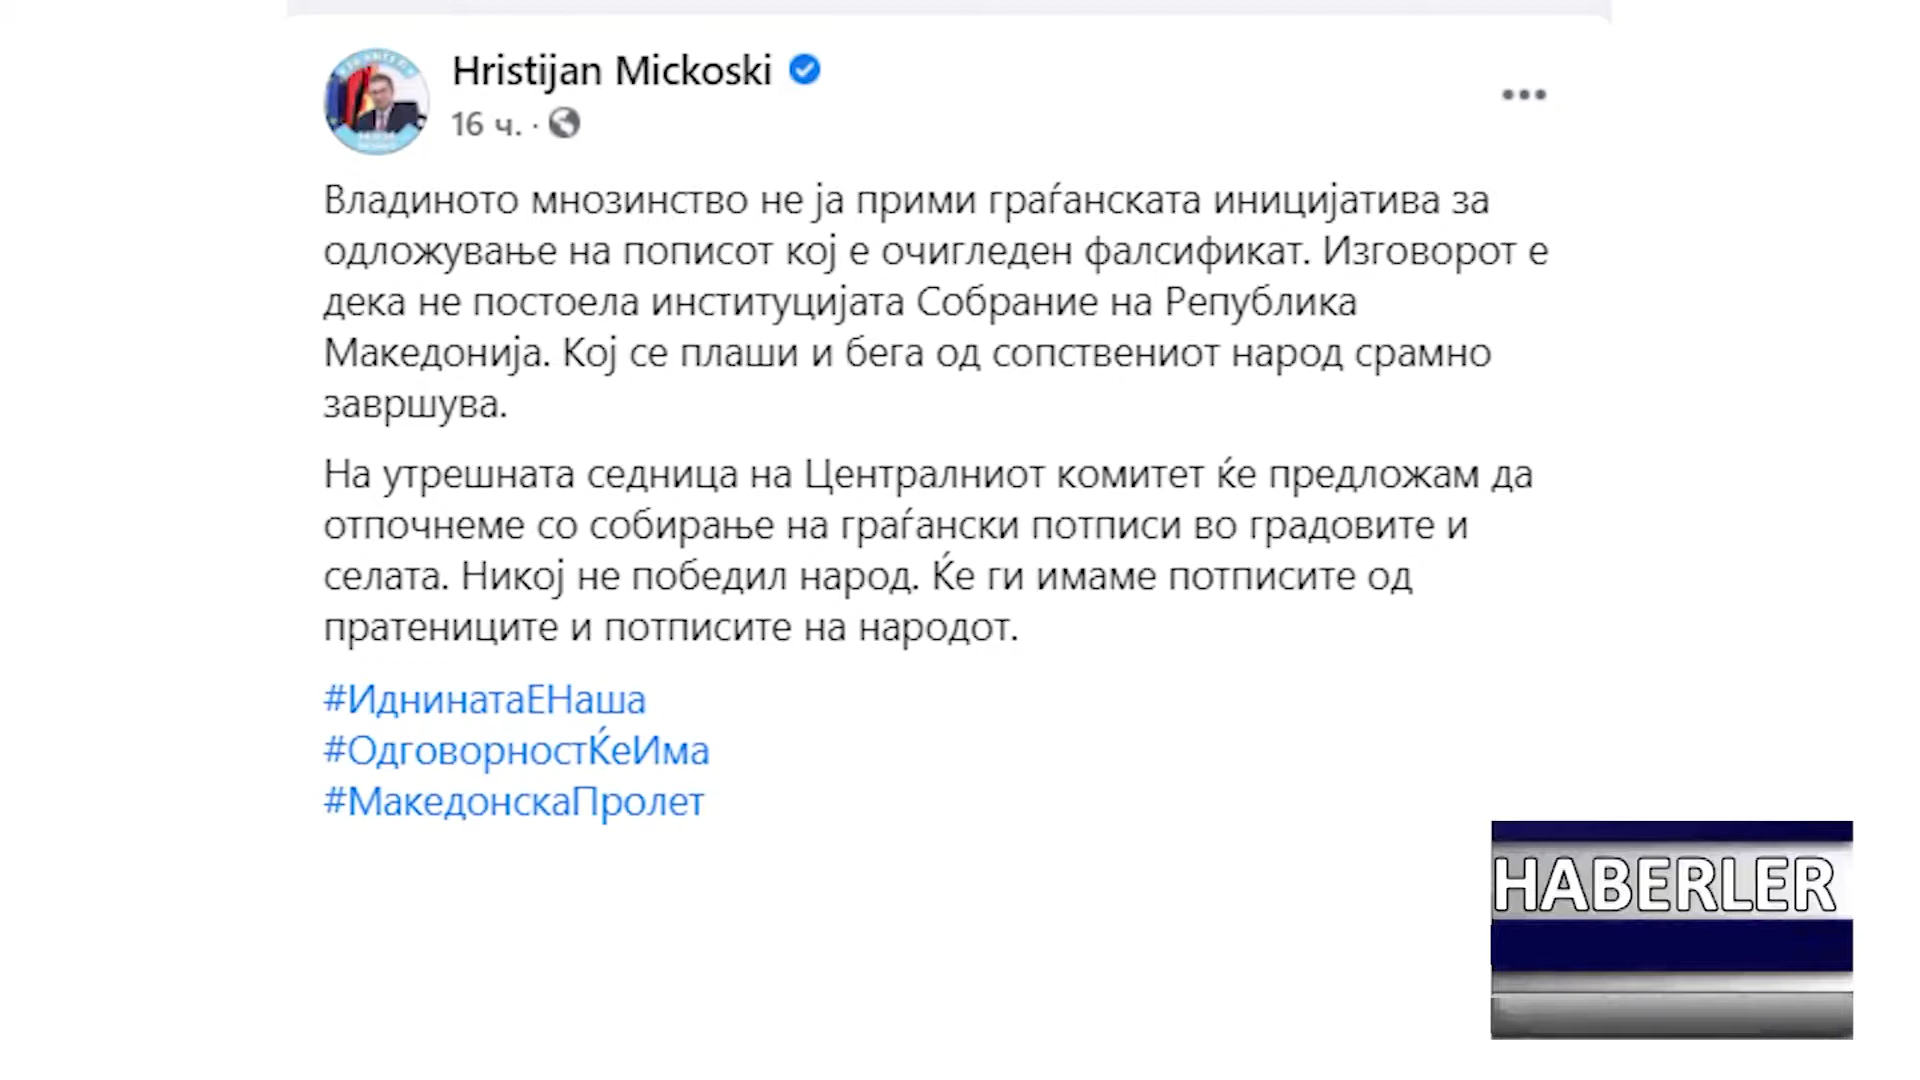 Hristijan Mickoski
16 ч. ·
Владиното мнозинство не ја прими граѓанската иницијатива за
одложување на пописот кој е очигледен фалсификат. Изговорот е
дека не постоела институцијата Собрание на Република
Македонија. Кој се плаши и бега од сопствениот народ срамно
завршува.
На утрешната седница на Централниот комитет ќе предложам да
отпочнеме со собирање на граѓански потписи во градовите и
селата. Никој не победил народ. Ќе ги имаме потписите од
пратениците и потписите на народот.
#ИднинатаЕНаша
#ОдговорностЌеИма
#МакедонскаПролет
HABERLER